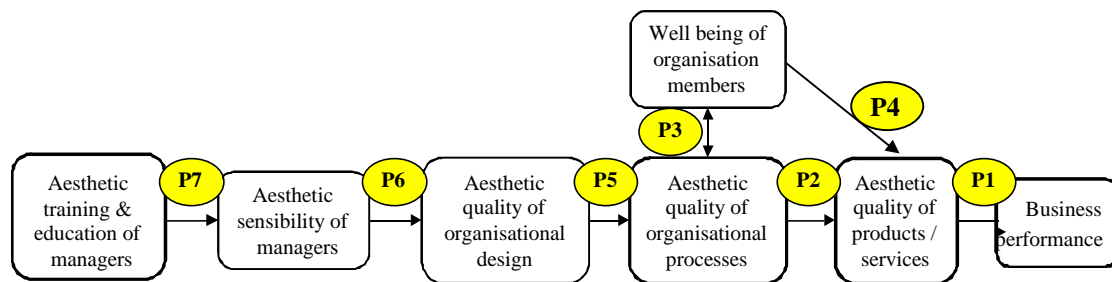 Well being of
organisation
members
P4
P3
P7
P6
P5
P2
P1
Aesthetic
training &
education of
managers
Aesthetic
sensibility of
managers
Aesthetic
quality of
organisational
design
Aesthetic
quality of
organisational
processes
Aesthetic
quality of
products /
services
Business
performance